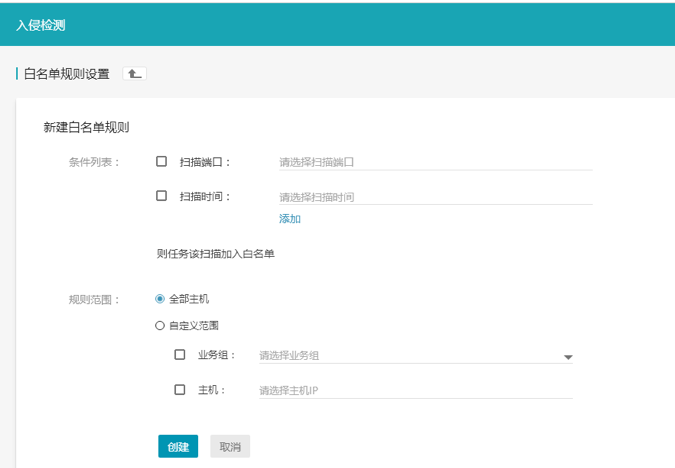 入侵检测
白名单规则设置
新建白名单规则
条件列表： 扫描端口： 请选择扫描端口
扫描时间： 请选择扫描时间
添加
则任务该扫描加入白名单
规则范围： 全部主机
自定义范围
业务组： 请选择业务组
主机： 请选择主机IP
创建 取消